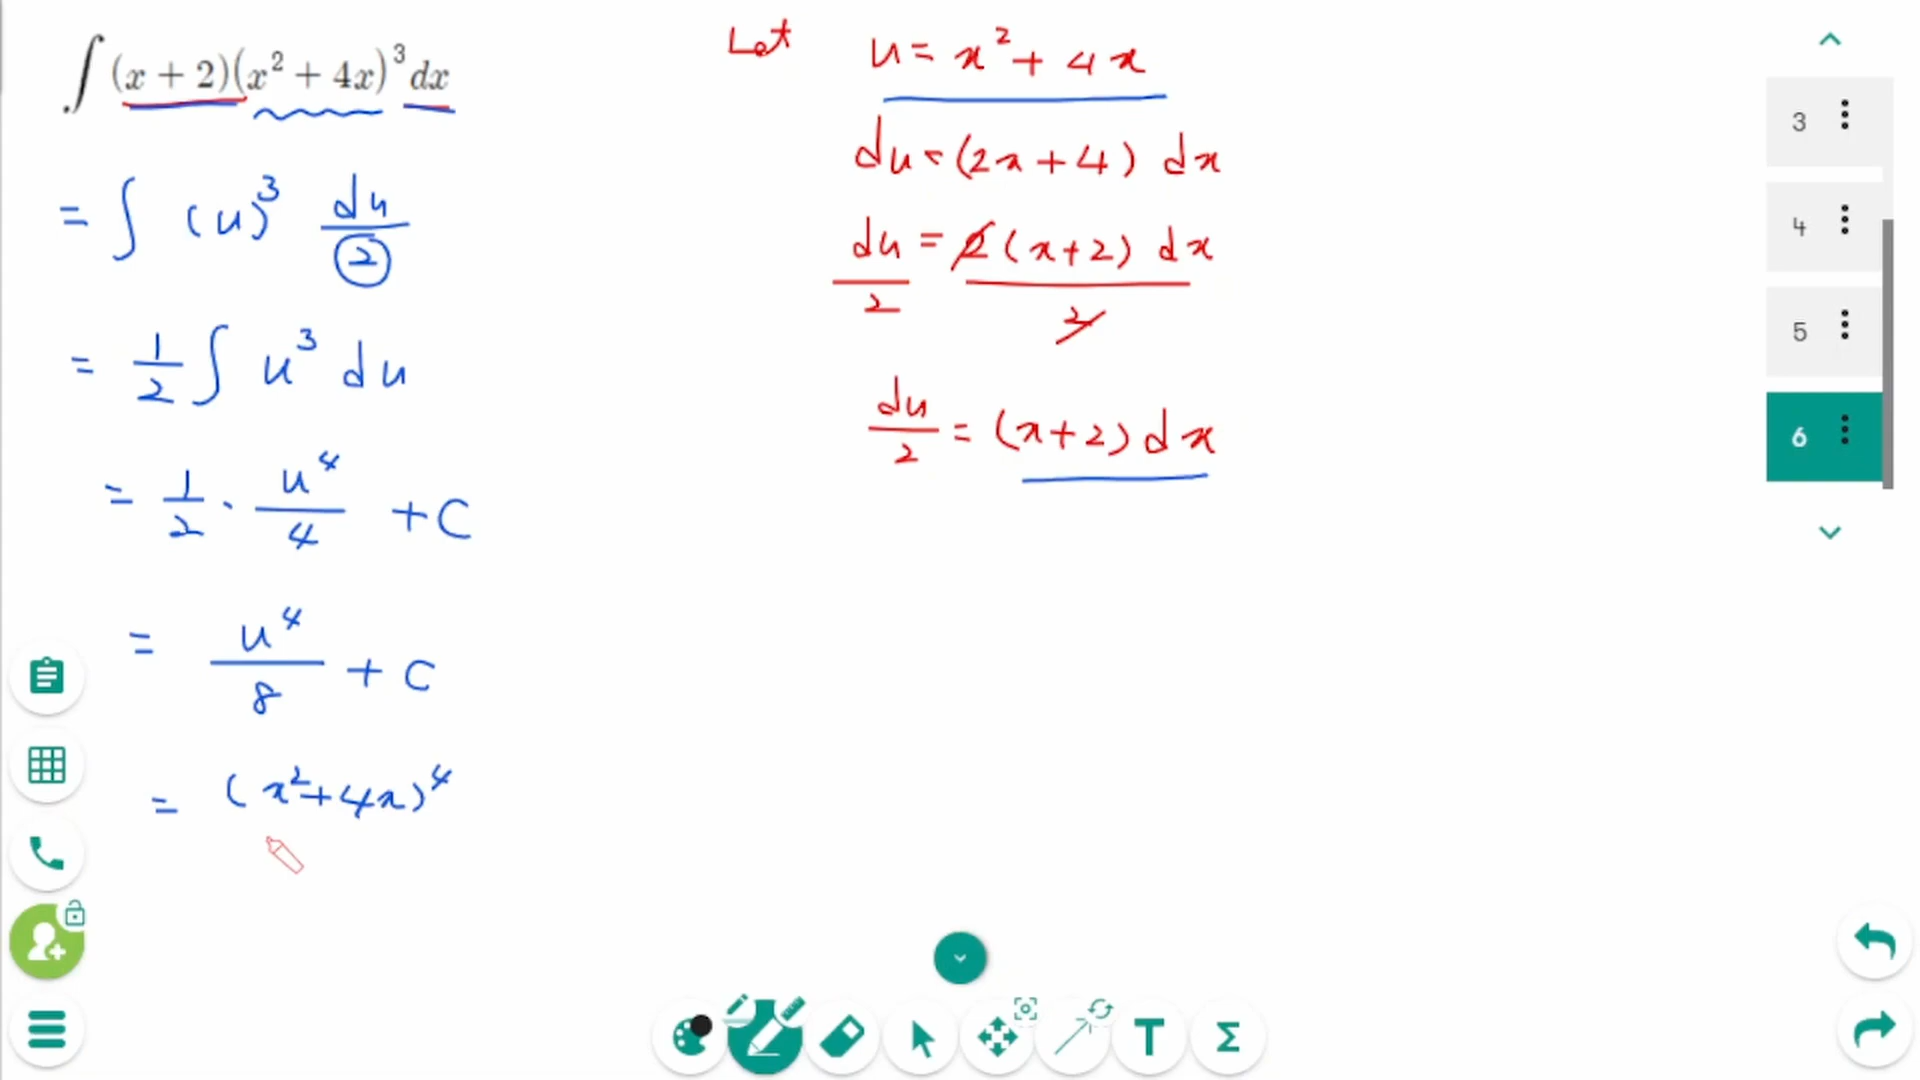 ∫ (x + 2)(x² + 4x)³ dx
= ∫ (u)³ du/2
= 1/2 ∫ u³ du
= 1/2 · u⁴/4 + C
= u⁴/8 + C
= (x²+4x)⁴
Let u = x² + 4x
du = (2x+4) dx
du/2 = 2(x+2) dx/2
du/2 = (x+2) dx
3
4
5
6
T
Σ